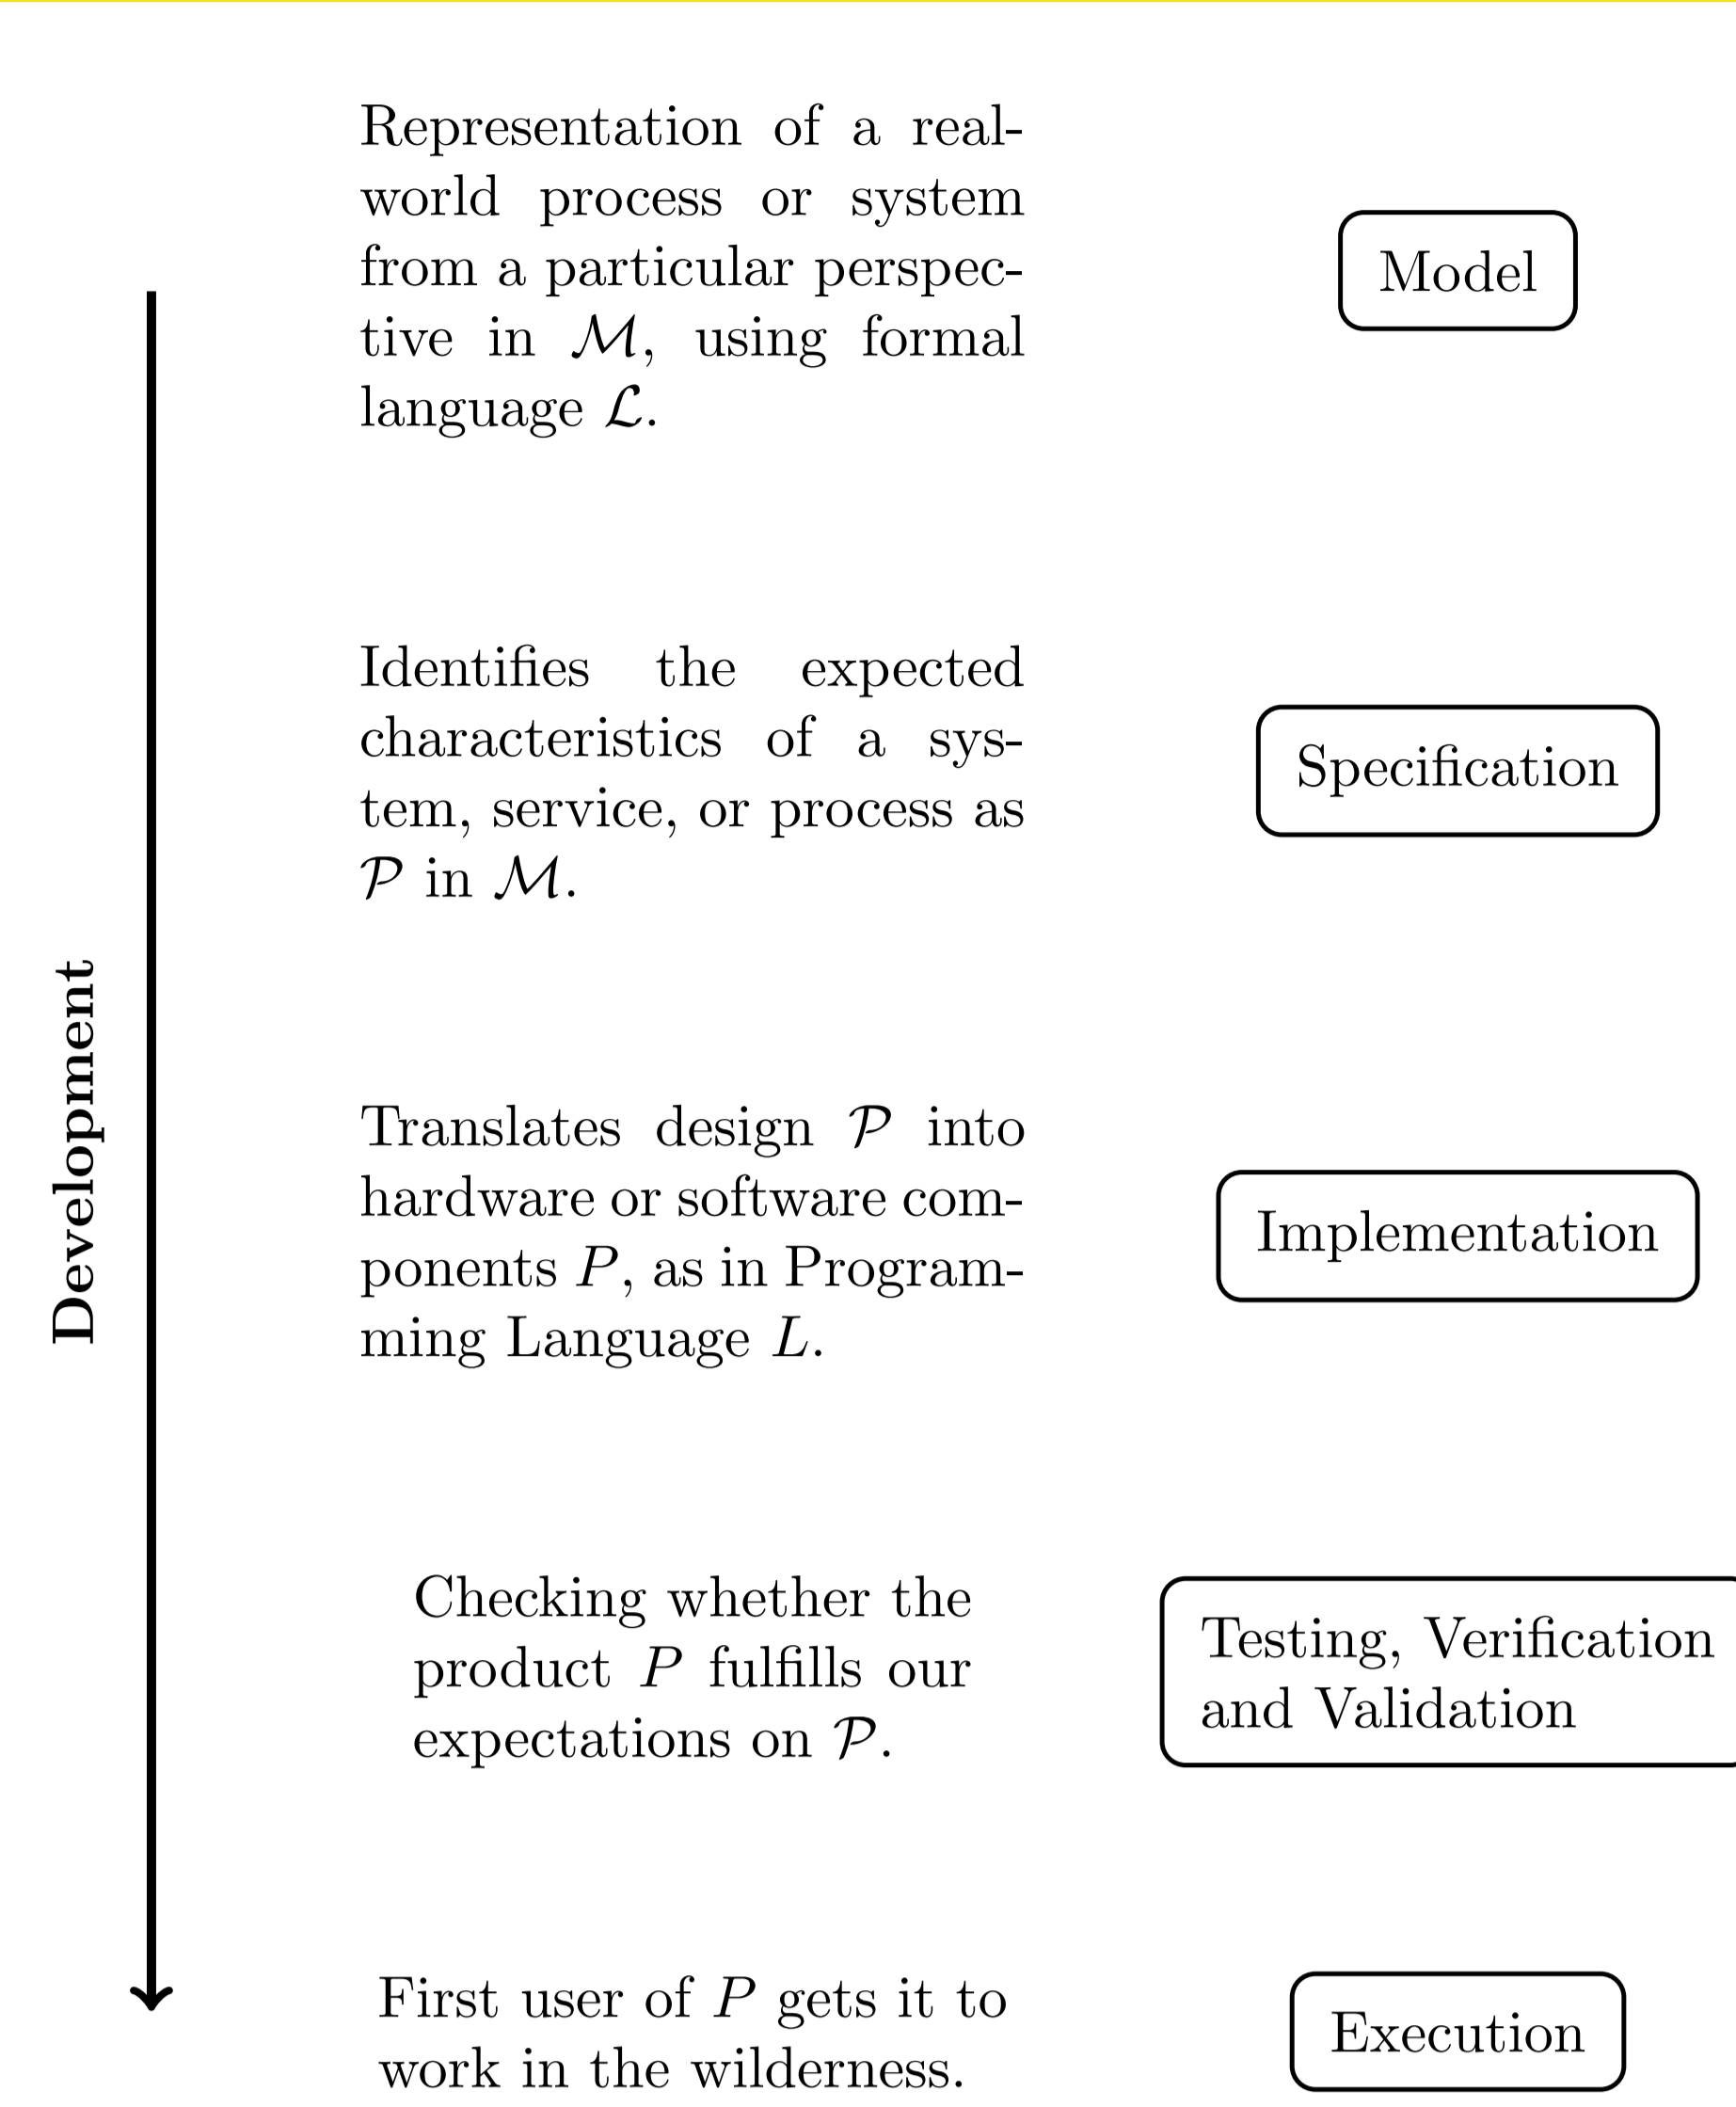 Representation of a real-
world process or system
from a particular perspec-
tive in ℳ, using formal
language ℒ.
Model
Identifies the expected
characteristics of a sys-
tem, service, or process as
𝒫 in ℳ.
Specification
Development
Translates design 𝒫 into
hardware or software com-
ponents P, as in Program-
ming Language L.
Implementation
Checking whether the
product P fulfills our
expectations on 𝒫.
Testing, Verification
and Validation
First user of P gets it to
work in the wilderness.
Execution